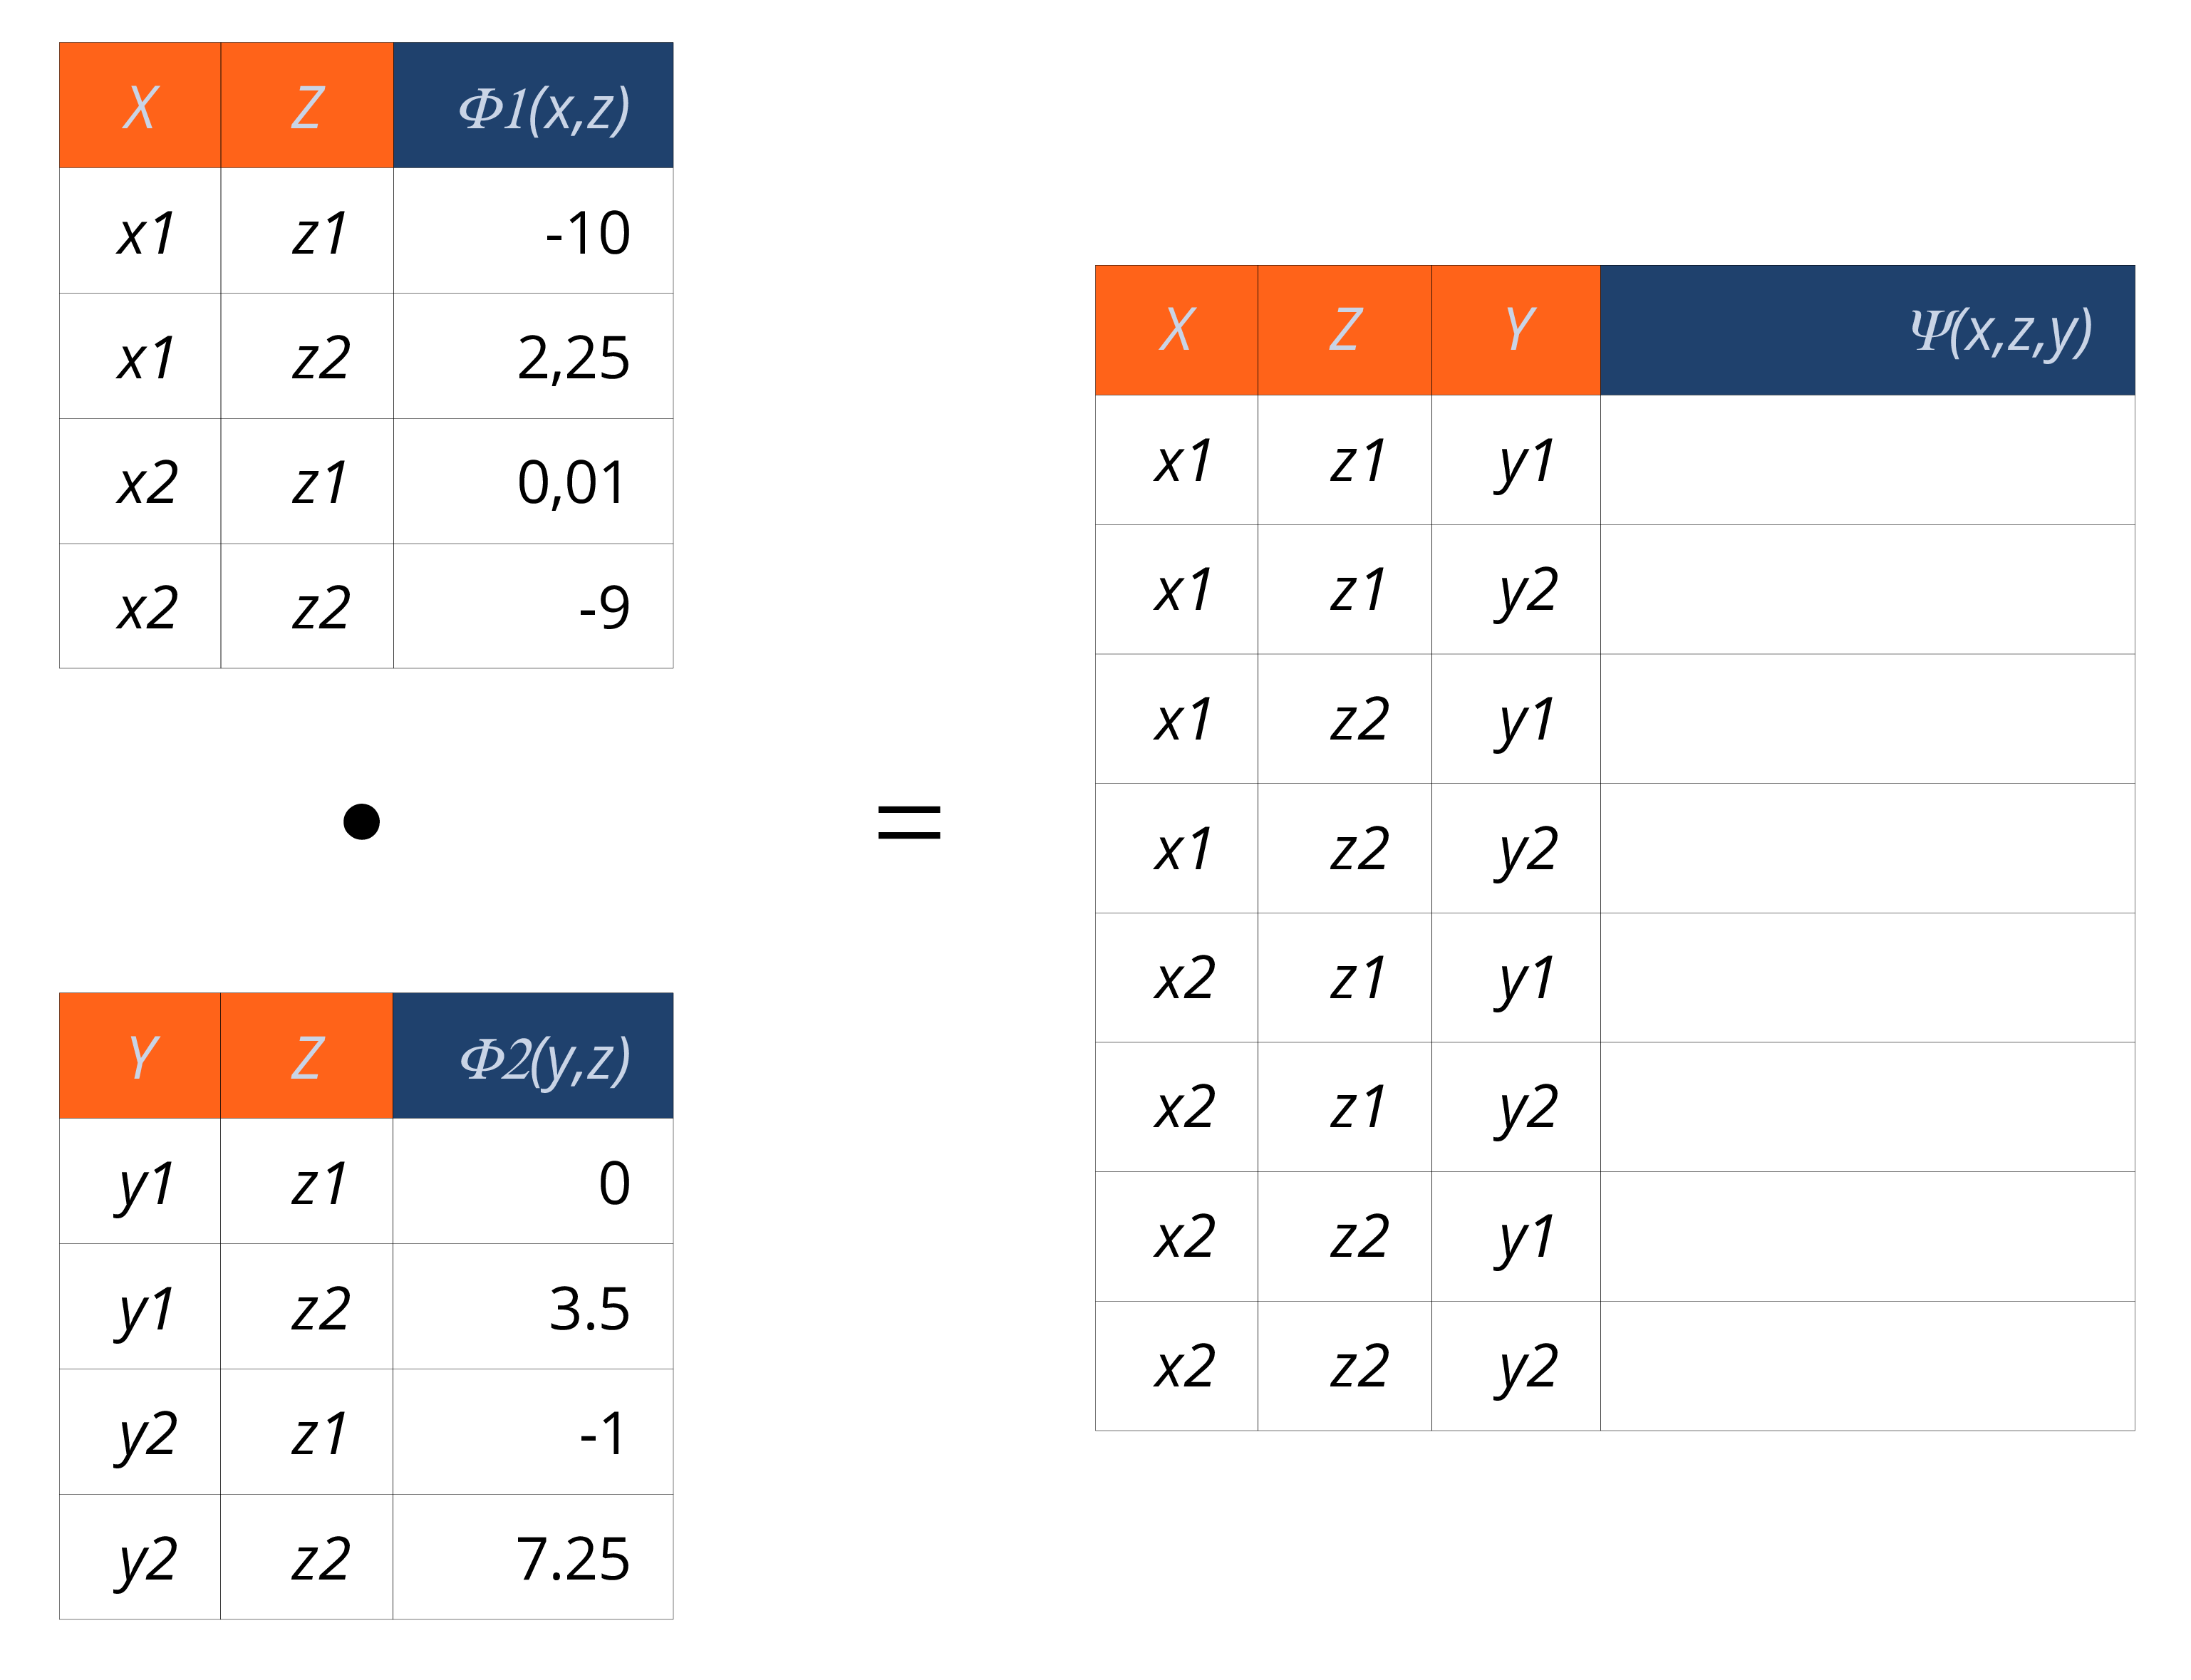 X Z Φ1(x,z)
x1 z1 -10
x1 z2 2,25
x2 z1 0,01
x2 z2 -9
•
Y Z Φ2(y,z)
y1 z1 0
y1 z2 3.5
y2 z1 -1
y2 z2 7.25
=
X Z Y Ψ(x,z,y)
x1 z1 y1
x1 z1 y2
x1 z2 y1
x1 z2 y2
x2 z1 y1
x2 z1 y2
x2 z2 y1
x2 z2 y2